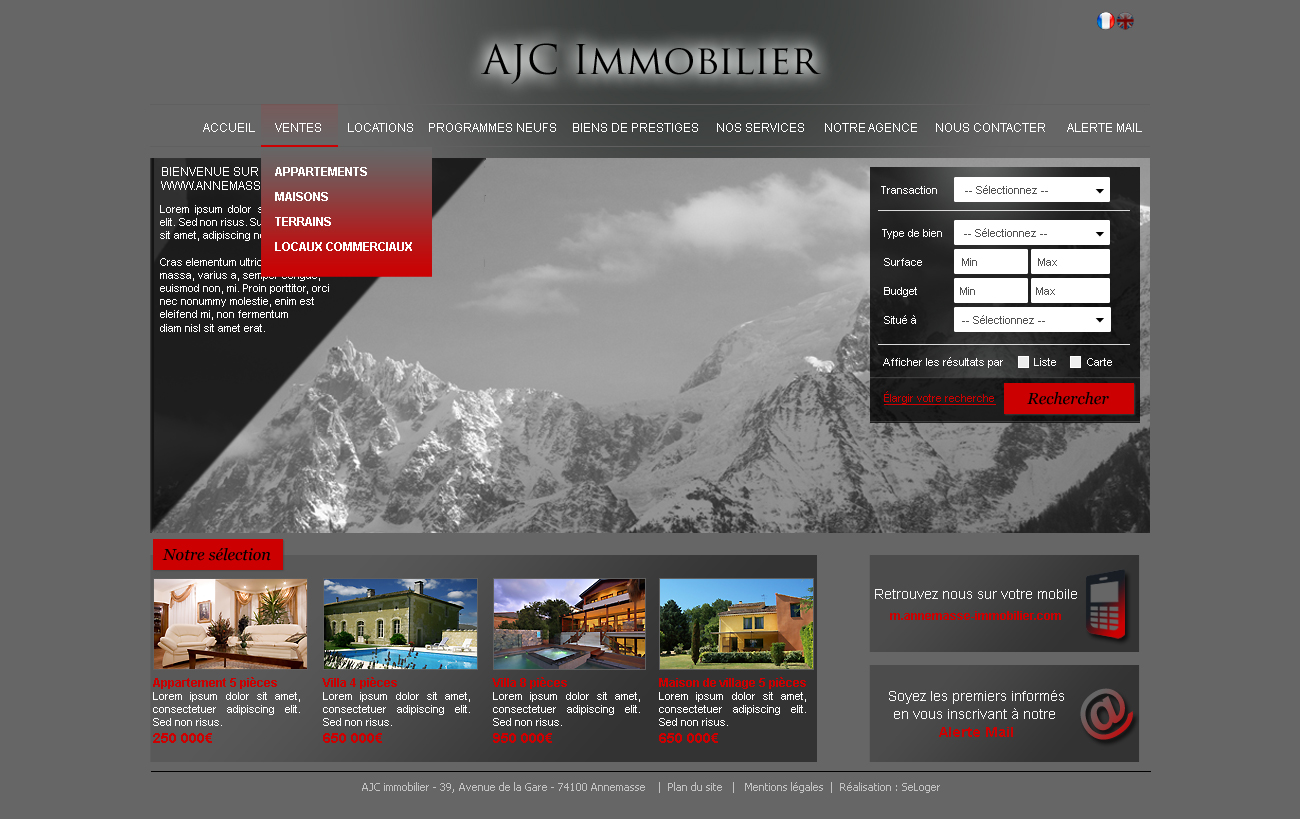 AJC IMMOBILIER
ACCUEIL VENTES LOCATIONS PROGRAMMES NEUFS BIENS DE PRESTIGES NOS SERVICES NOTRE AGENCE NOUS CONTACTER ALERTE MAIL
APPARTEMENTS
MAISONS
TERRAINS
LOCAUX COMMERCIAUX
BIENVENUE SUR
WWW.ANNEMASS
Lorem ipsum dolor s
elit. Sed non risus. Su
sit amet, adipiscing ne
Cras elementum ultric
massa, varius a, semper congue,
euismod non, mi. Proin porttitor, orci
nec nonummy molestie, enim est
eleifend mi, non fermentum
diam nisl sit amet erat.
Transaction -- Sélectionnez --
Type de bien -- Sélectionnez --
Surface Min Max
Budget Min Max
Situé à -- Sélectionnez --
Afficher les résultats par Liste Carte
Élargir votre recherche Rechercher
Notre sélection
Appartement 5 pièces
Lorem ipsum dolor sit amet,
consectetuer adipiscing elit.
Sed non risus.
250 000€
Villa 4 pièces
Lorem ipsum dolor sit amet,
consectetuer adipiscing elit.
Sed non risus.
650 000€
Villa pièces
Lorem ipsum dolor sit amet,
consectetuer adipiscing elit.
Sed non risus.
000€
Maison de village 5 pièces
Lorem ipsum dolor sit amet,
consectetuer adipiscing elit.
Sed non risus.
650 000€
Retrouvez nous sur votre mobile
m.annemasse-immobilier.com
Soyez les premiers informés
en vous inscrivant à notre
Alerte Mail
AJC immobilier - 39, Avenue de la Gare - 74100 Annemasse | Plan du site | Mentions légales | Réalisation : SeLoger